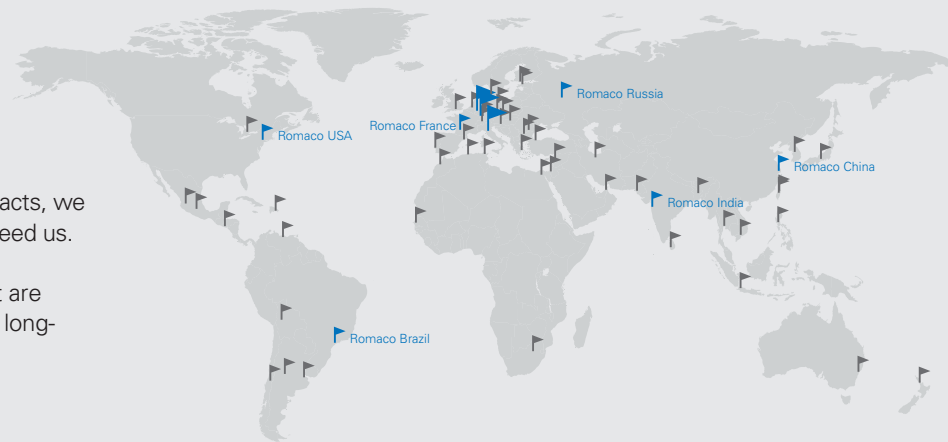 acts, we
eed us.
t are
long-
Romaco Russia
Romaco France
Romaco USA
Romaco China
Romaco India
Romaco Brazil